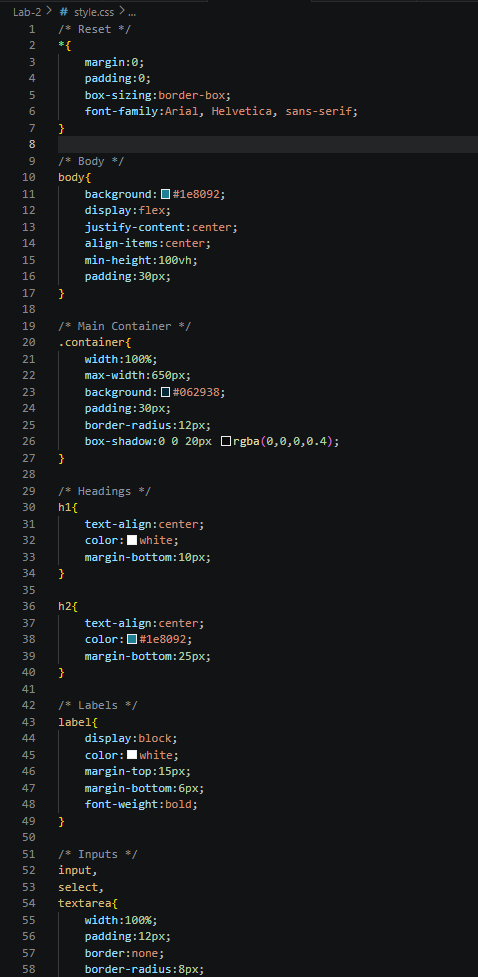 Lab-2 > # style.css > ...
1 /* Reset */
2 *{
3 margin:0;
4 padding:0;
5 box-sizing:border-box;
6 font-family:Arial, Helvetica, sans-serif;
7 }
8
9 /* Body */
10 body{
11 background:#1e8092;
12 display:flex;
13 justify-content:center;
14 align-items:center;
15 min-height:100vh;
16 padding:30px;
17 }
18
19 /* Main Container */
20 .container{
21 width:100%;
22 max-width:650px;
23 background:#062938;
24 padding:30px;
25 border-radius:12px;
26 box-shadow:0 0 20px rgba(0,0,0,0.4);
27 }
28
29 /* Headings */
30 h1{
31 text-align:center;
32 color:white;
33 margin-bottom:10px;
34 }
35
36 h2{
37 text-align:center;
38 color:#1e8092;
39 margin-bottom:25px;
40 }
41
42 /* Labels */
43 label{
44 display:block;
45 color:white;
46 margin-top:15px;
47 margin-bottom:6px;
48 font-weight:bold;
49 }
50
51 /* Inputs */
52 input,
53 select,
54 textarea{
55 width:100%;
56 padding:12px;
57 border:none;
58 border-radius:8px;